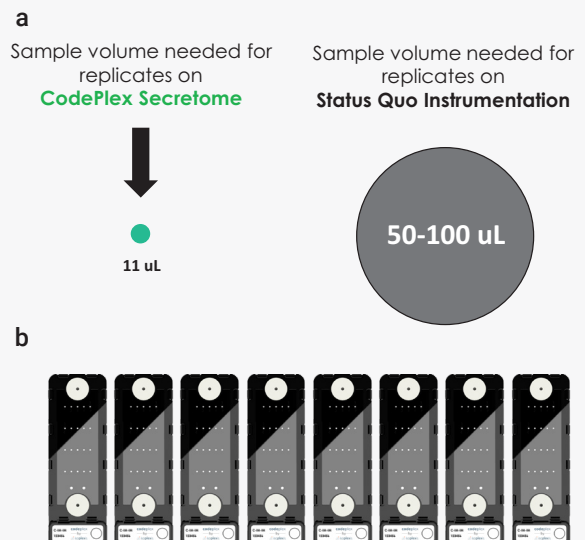 a
Sample volume needed for
replicates on
CodePlex Secretome
Sample volume needed for
replicates on
Status Quo Instrumentation
11 uL
50-100 uL
b